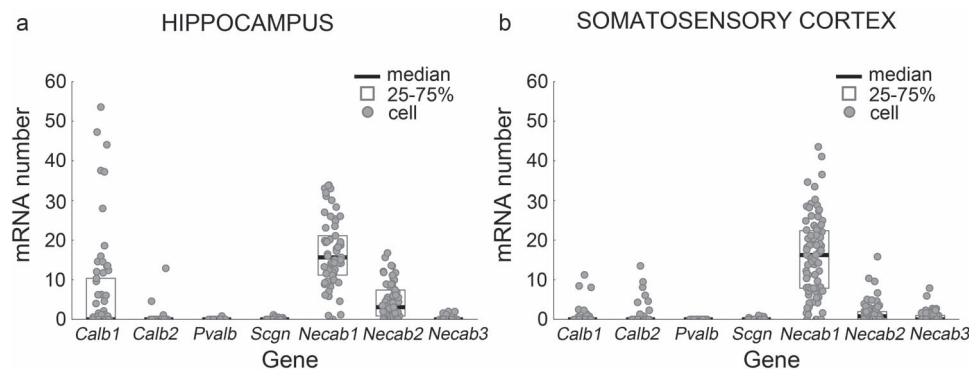 a HIPPOCAMPUS
mRNA number
60
50
40
30
20
10
0
median
25-75%
cell
Calb1 Calb2 Pvalb Scgn Necab1 Necab2 Necab3
Gene
b SOMATOSENSORY CORTEX
mRNA number
60
50
40
30
20
10
0
median
25-75%
cell
Calb1 Calb2 Pvalb Scgn Necab1 Necab2 Necab3
Gene